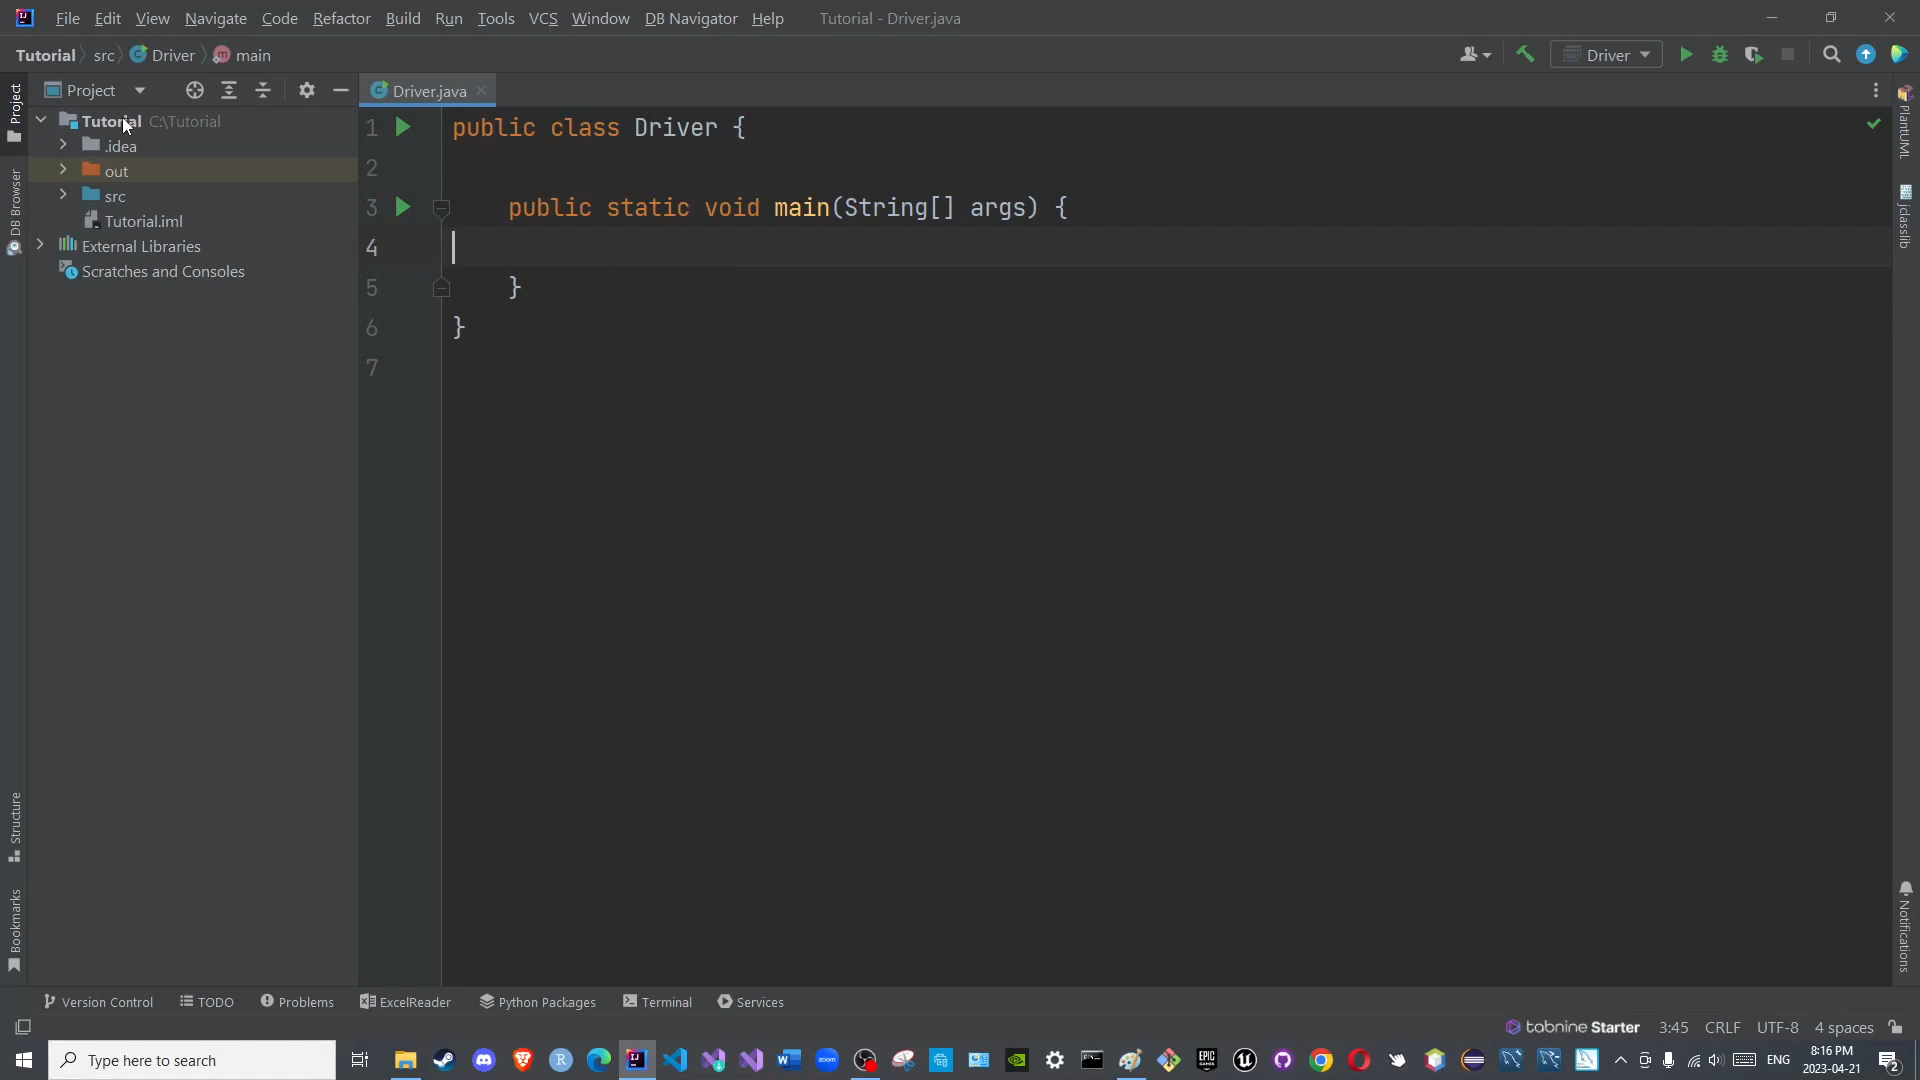 File Edit View Navigate Code Refactor Build Run Tools VCS Window DB Navigator Help Tutorial - Driver.java
Tutorial src Driver main Driver
Project
Driver.java
Project
DB Browser
Structure
Bookmarks
Tutorial C:\Tutorial
.idea
out
src
Tutorial.iml
External Libraries
Scratches and Consoles
1 public class Driver {
2
3 public static void main(String[] args) {
4
5 }
6 }
7
PlantUML
jclasslib
Notifications
Version Control TODO Problems ExcelReader Python Packages Terminal Services
tabnine Starter 3:45 CRLF UTF-8 4 spaces
Type here to search
ENG
8:16 PM
2023-04-21
2